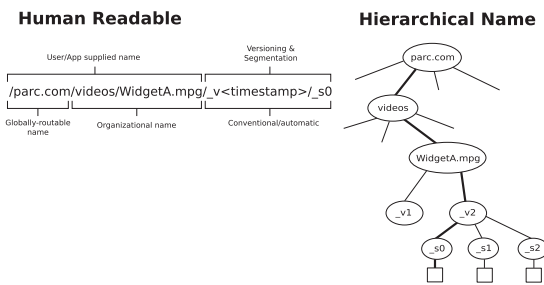 Human Readable
User/App supplied name
Versioning &
Segmentation
/parc.com/videos/WidgetA.mpg/_v<timestamp>/_s0
Globally-routable
name
Organizational name
Conventional/automatic
Hierarchical Name
parc.com
videos
WidgetA.mpg
_v1
_v2
_s0
_s1
_s2